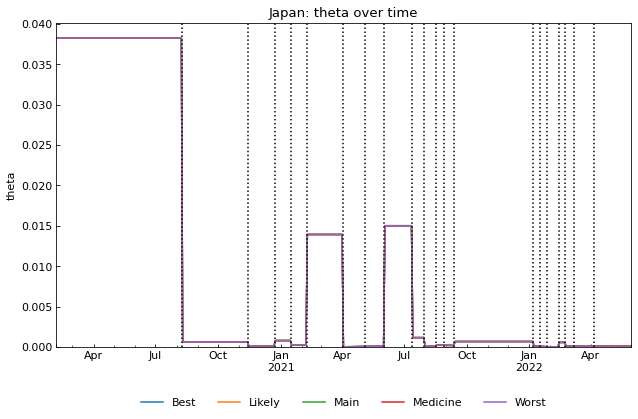 Japan: theta over time
theta
0.040
0.035
0.030
0.025
0.020
0.015
0.010
0.005
0.000
Apr Jul Oct Jan Apr Jul Oct Jan Apr
2021 2022
Best Likely Main Medicine Worst